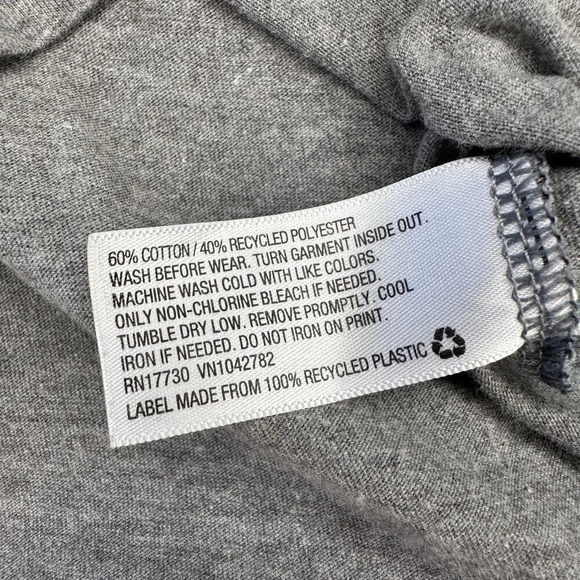 60% COTTON / 40% RECYCLED POLYESTER
WASH BEFORE WEAR. TURN GARMENT INSIDE OUT.
MACHINE WASH COLD WITH LIKE COLORS.
ONLY NON-CHLORINE BLEACH IF NEEDED.
TUMBLE DRY LOW. REMOVE PROMPTLY. COOL
IRON IF NEEDED. DO NOT IRON ON PRINT.
RN17730 VN1042782
LABEL MADE FROM 100% RECYCLED PLASTIC